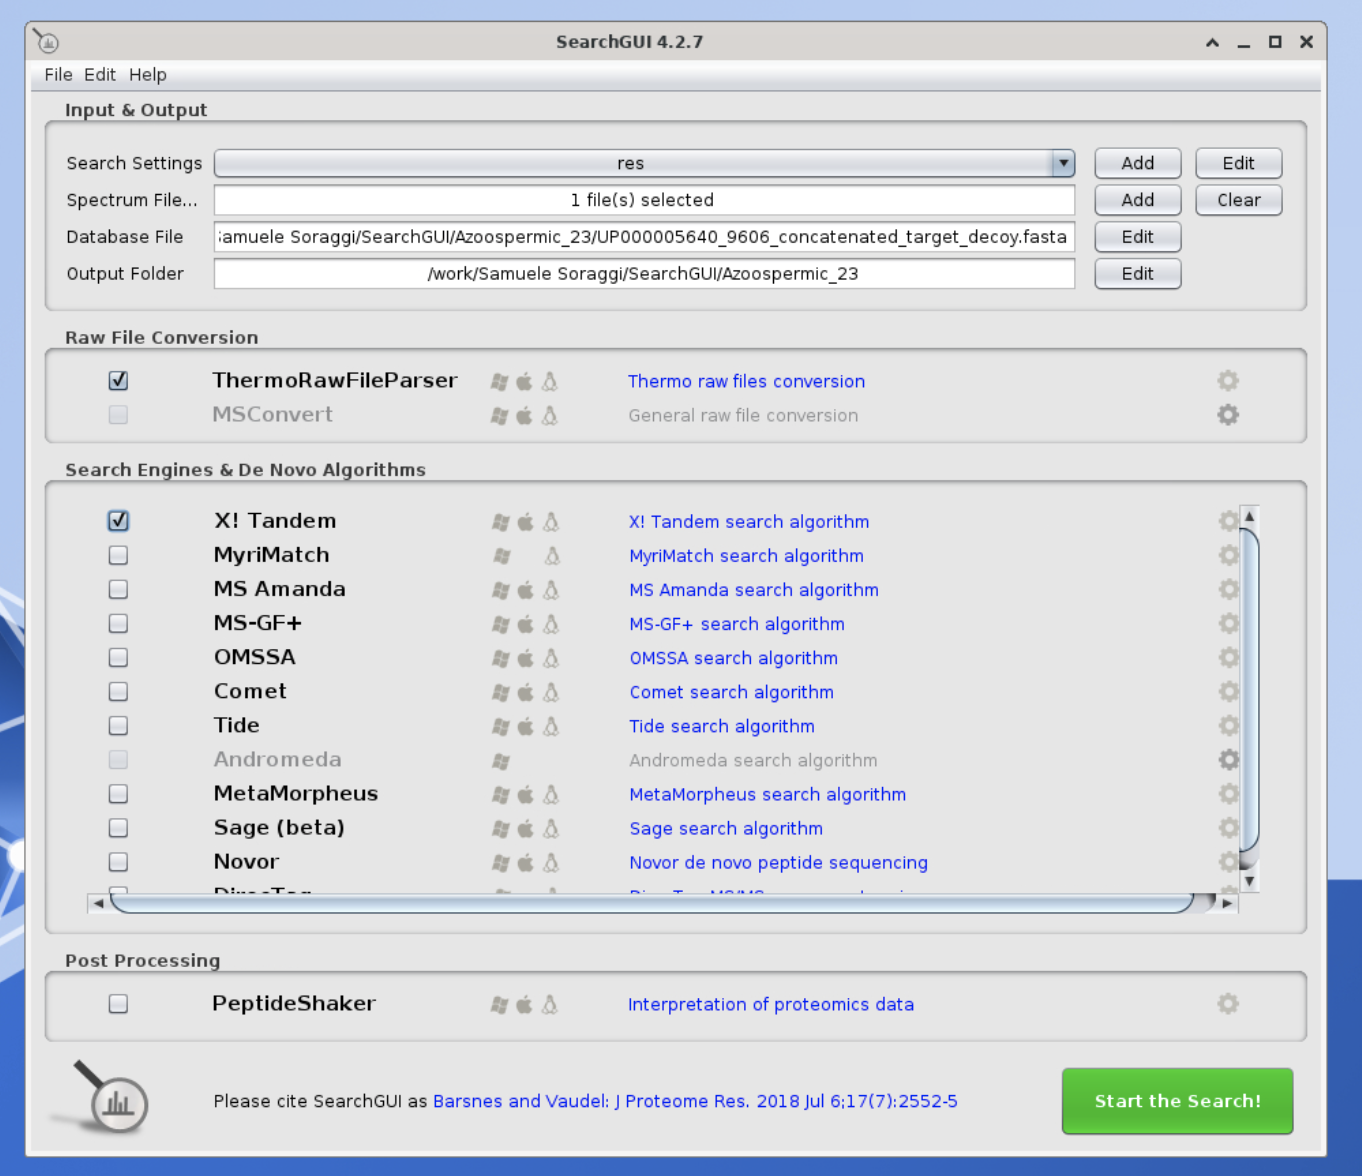 SearchGUI 4.2.7
File Edit Help
Input & Output
Search Settings res Add Edit
Spectrum File... 1 file(s) selected Add Clear
Database File amuele Soraggi/SearchGUI/Azoospermic_23/UP000005640_9606_concatenated_target_decoy.fasta Edit
Output Folder /work/Samuele Soraggi/SearchGUI/Azoospermic_23 Edit
Raw File Conversion
ThermoRawFileParser Thermo raw files conversion
MSConvert General raw file conversion
Search Engines & De Novo Algorithms
X! Tandem X! Tandem search algorithm
MyriMatch MyriMatch search algorithm
MS Amanda MS Amanda search algorithm
MS-GF+ MS-GF+ search algorithm
OMSSA OMSSA search algorithm
Comet Comet search algorithm
Tide Tide search algorithm
Andromeda Andromeda search algorithm
MetaMorpheus MetaMorpheus search algorithm
Sage (beta) Sage search algorithm
Novor Novor de novo peptide sequencing
Post Processing
PeptideShaker Interpretation of proteomics data
Please cite SearchGUI as Barsnes and Vaudel: J Proteome Res. 2018 Jul 6;17(7):2552-5
Start the Search!